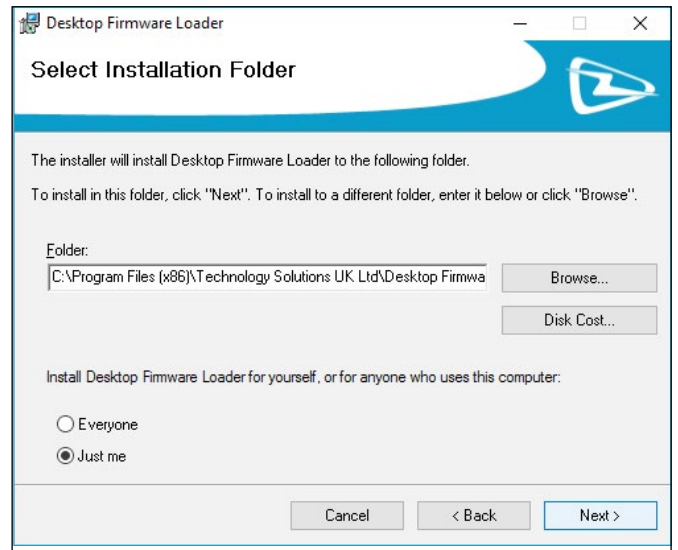 Desktop Firmware Loader
Select Installation Folder
The installer will install Desktop Firmware Loader to the following folder.
To install in this folder, click "Next". To install to a different folder, enter it below or click "Browse".
Folder:
C:\Program Files (x86)\Technology Solutions UK Ltd\Desktop Firmwa
Browse...
Disk Cost...
Install Desktop Firmware Loader for yourself, or for anyone who uses this computer:
Everyone
Just me
Cancel
< Back
Next >